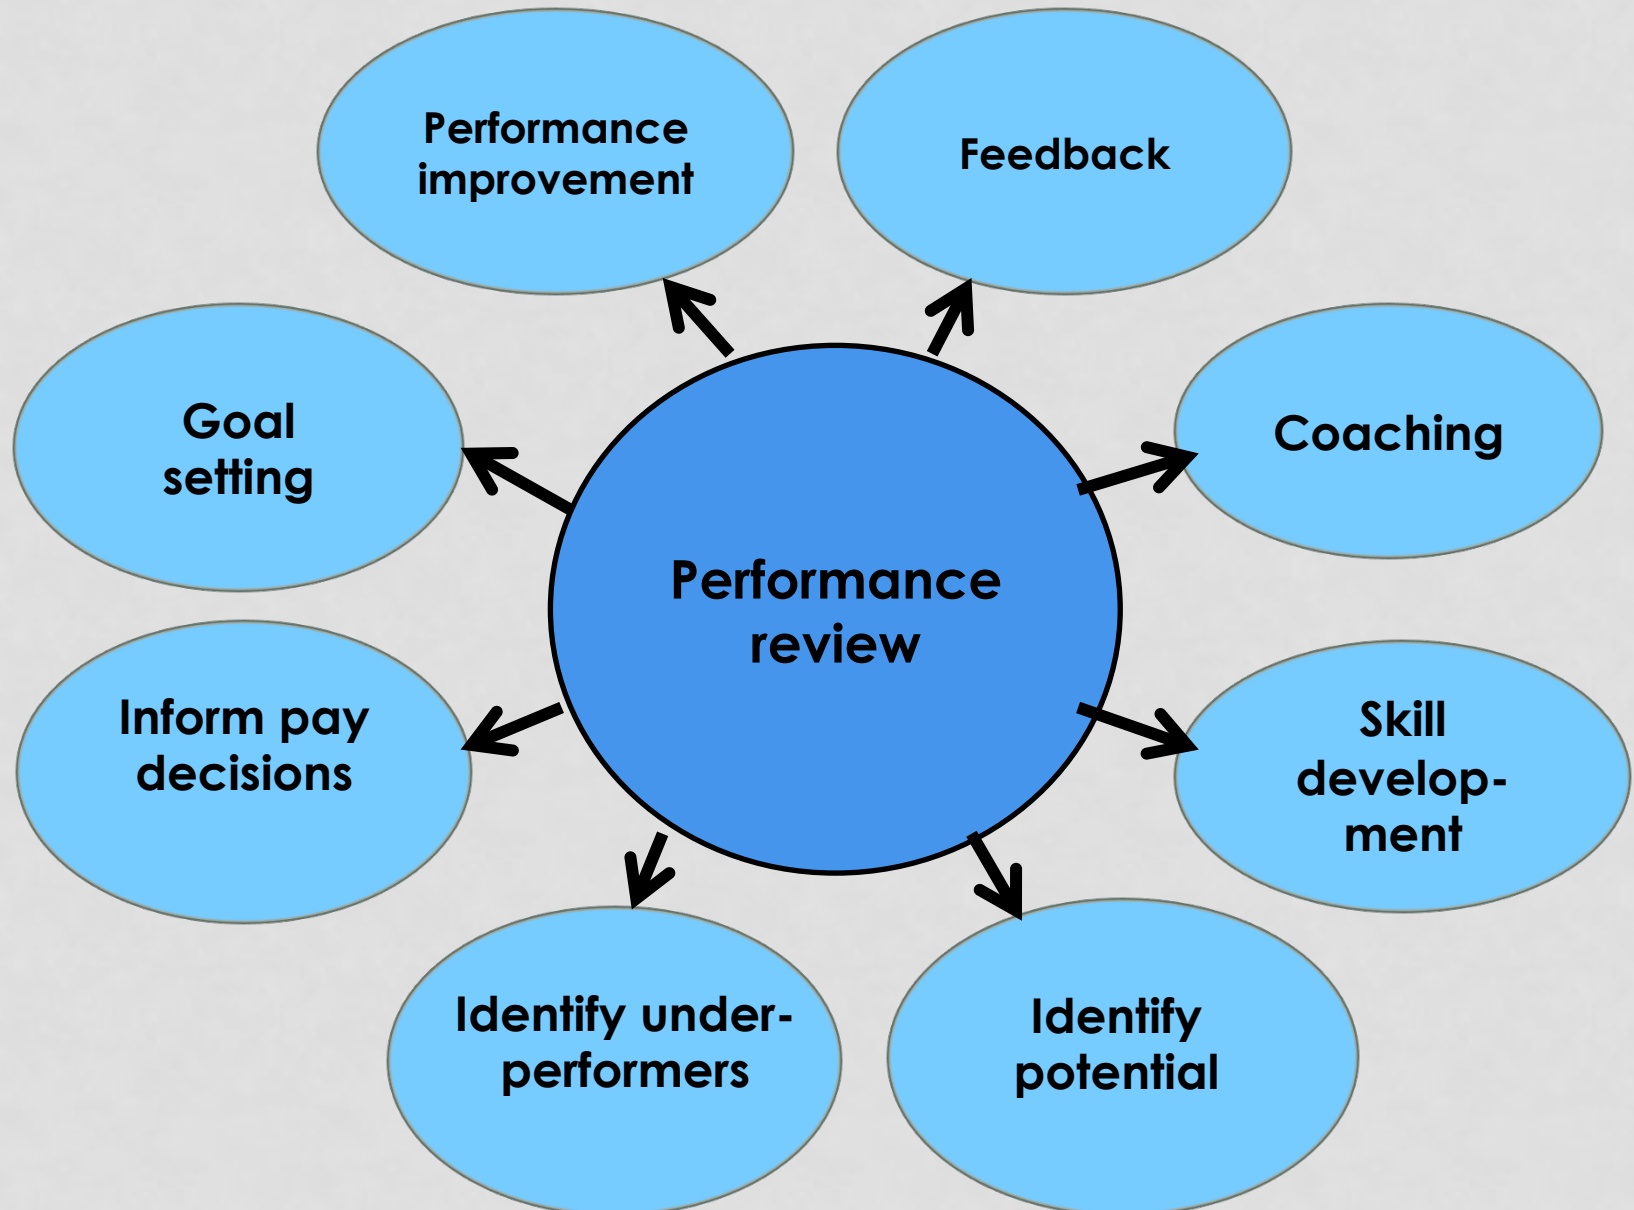 Performance
improvement
Feedback
Goal
setting
Coaching
Performance
review
Inform pay
decisions
Skill
develop-
ment
Identify under-
performers
Identify
potential